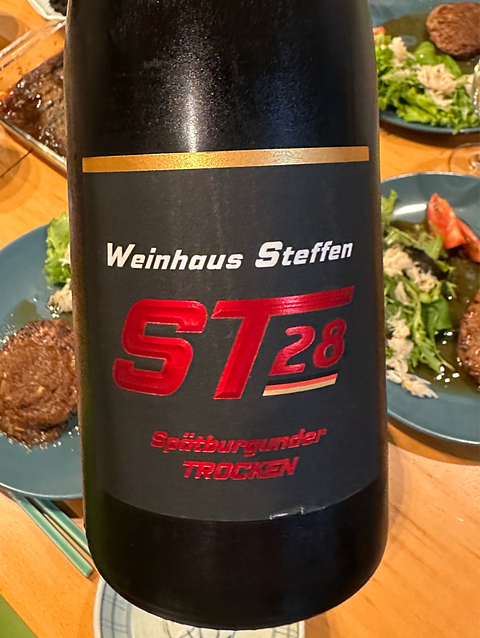 Weinhaus Steffen
ST28
Spätburgunder
TROCKEN